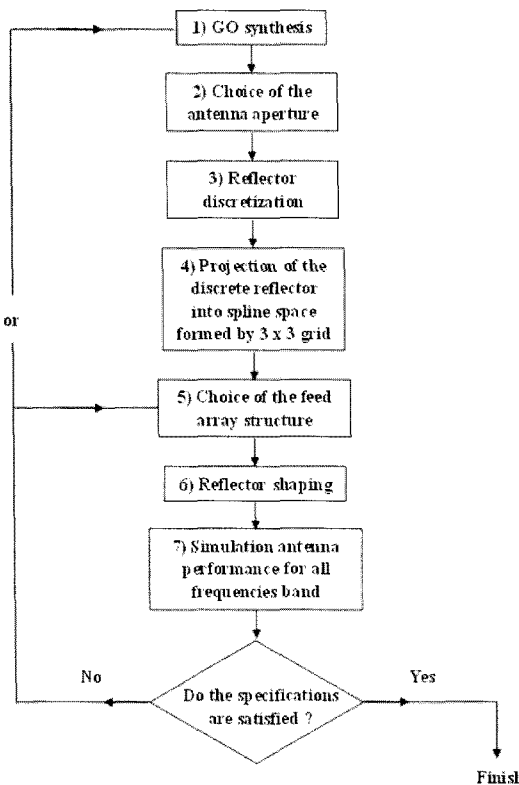 1) GO synthesis
2) Choice of the
antenna aperture
3) Reflector
discretization
4) Projection of the
discrete reflector
into spline space
formed by 3 x 3 grid
or
5) Choice of the feed
array structure
6) Reflector shaping
7) Simulation antenna
performance for all
frequencies band
No
Yes
Do the specifications
are satisfied ?
Finisl